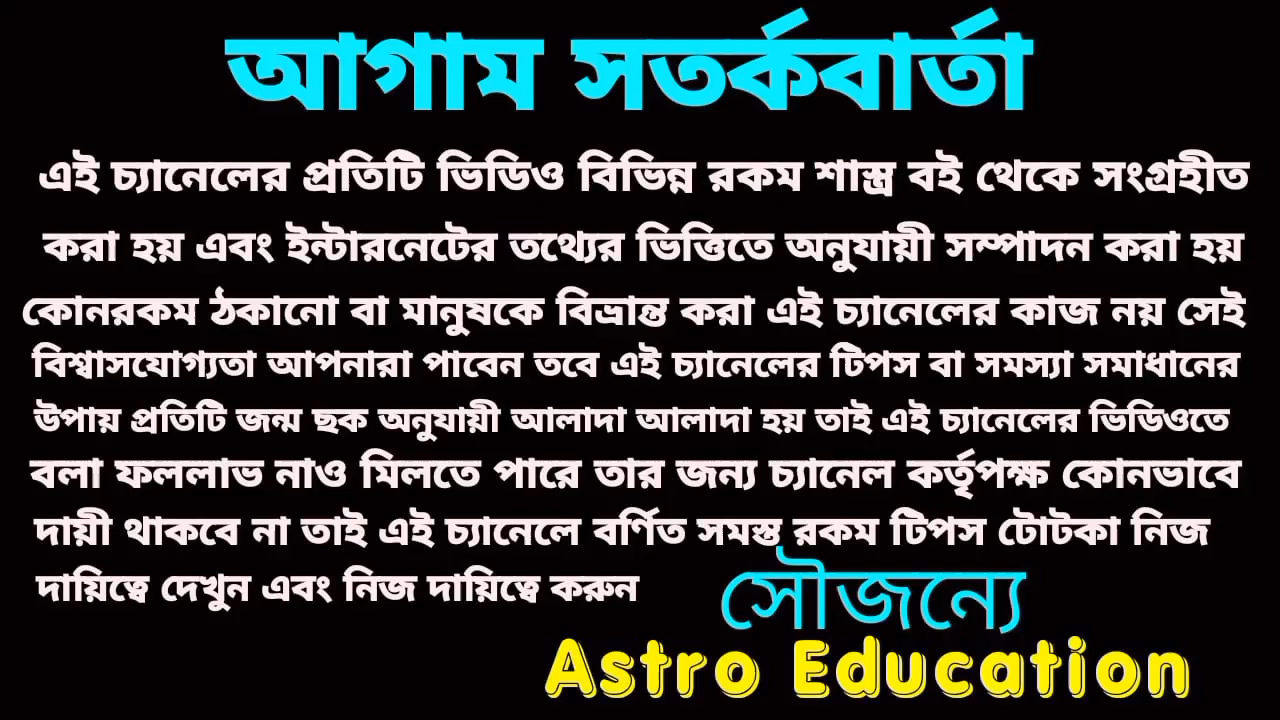 আগাম সতর্কবার্তা
এই চ্যানেলের প্রতিটি ভিডিও বিভিন্ন রকম শাস্ত্র বই থেকে সংগ্রহীত
করা হয় এবং ইন্টারনেটের তথ্যের ভিত্তিতে অনুযায়ী সম্পাদন করা হয়
কোনরকম ঠকানো বা মানুষকে বিভ্রান্ত করা এই চ্যানেলের কাজ নয় সেই
বিশ্বাসযোগ্যতা আপনারা পাবেন তবে এই চ্যানেলের টিপস বা সমস্যা সমাধানের
উপায় প্রতিটি জন্ম ছক অনুযায়ী আলাদা আলাদা হয় তাই এই চ্যানেলের ভিডিওতে
বলা ফললাভ নাও মিলতে পারে তার জন্য চ্যানেল কর্তৃপক্ষ কোনভাবে
দায়ী থাকবে না তাই এই চ্যানেলে বর্ণিত সমস্ত রকম টিপস টোটকা নিজ
দায়িত্বে দেখুন এবং নিজ দায়িত্বে করুন
সৌজন্যে
Astro Education